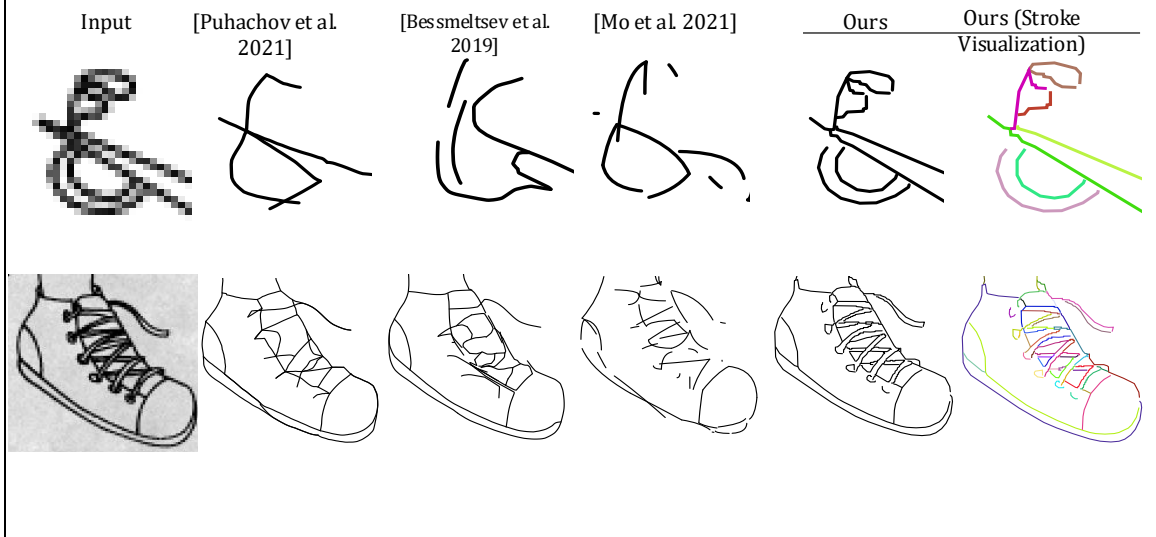 Input
[Puhachov et al.
2021]
[Bessmeltsev et al.
2019]
[Mo et al. 2021]
Ours
Ours (Stroke
Visualization)